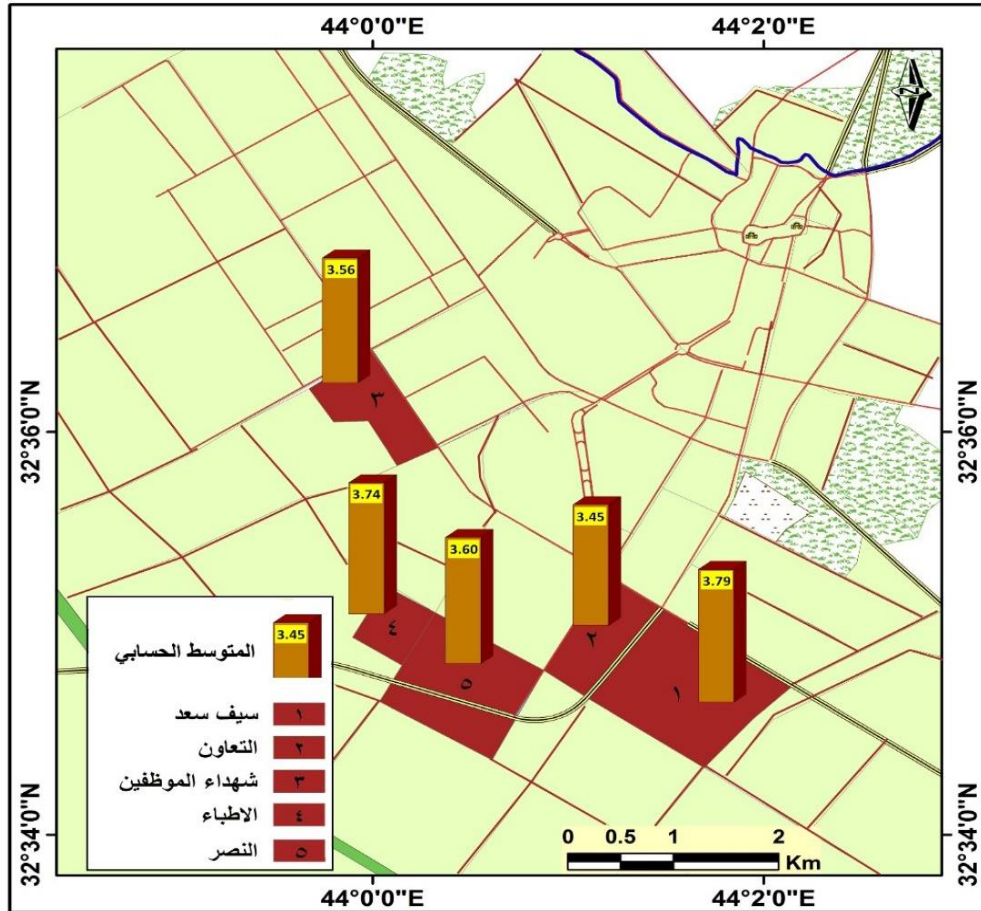 44°0'0"E
44°2'0"E
N
3.56
٣
32°36'0"N
32°36'0"N
3.74
3.60
3.45
3.79
٤
٥
٢
١
3.45
المتوسط الحسابي
١
سيف سعد
٢
التعاون
٣
شهداء الموظفين
٤
الاطباء
٥
النصر
0
0.5
1
2
Km
32°34'0"N
32°34'0"N
44°0'0"E
44°2'0"E